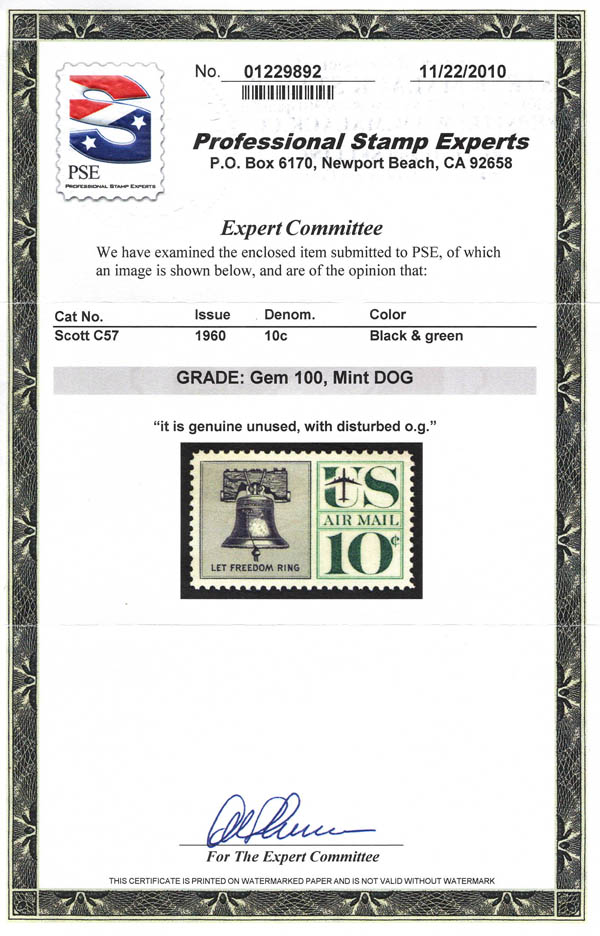 No. 01229892 11/22/2010
PSE
PROFESSIONAL STAMP EXPERTS
Professional Stamp Experts
P.O. Box 6170, Newport Beach, CA 92658
Expert Committee
We have examined the enclosed item submitted to PSE, of which
an image is shown below, and are of the opinion that:
Cat No. Issue Denom. Color
Scott C57 1960 10c Black & green
GRADE: Gem 100, Mint DOG
“it is genuine unused, with disturbed o.g.”
US
AIR MAIL
10¢
LET FREEDOM RING
For The Expert Committee
THIS CERTIFICATE IS PRINTED ON WATERMARKED PAPER AND IS NOT VALID WITHOUT WATERMARK